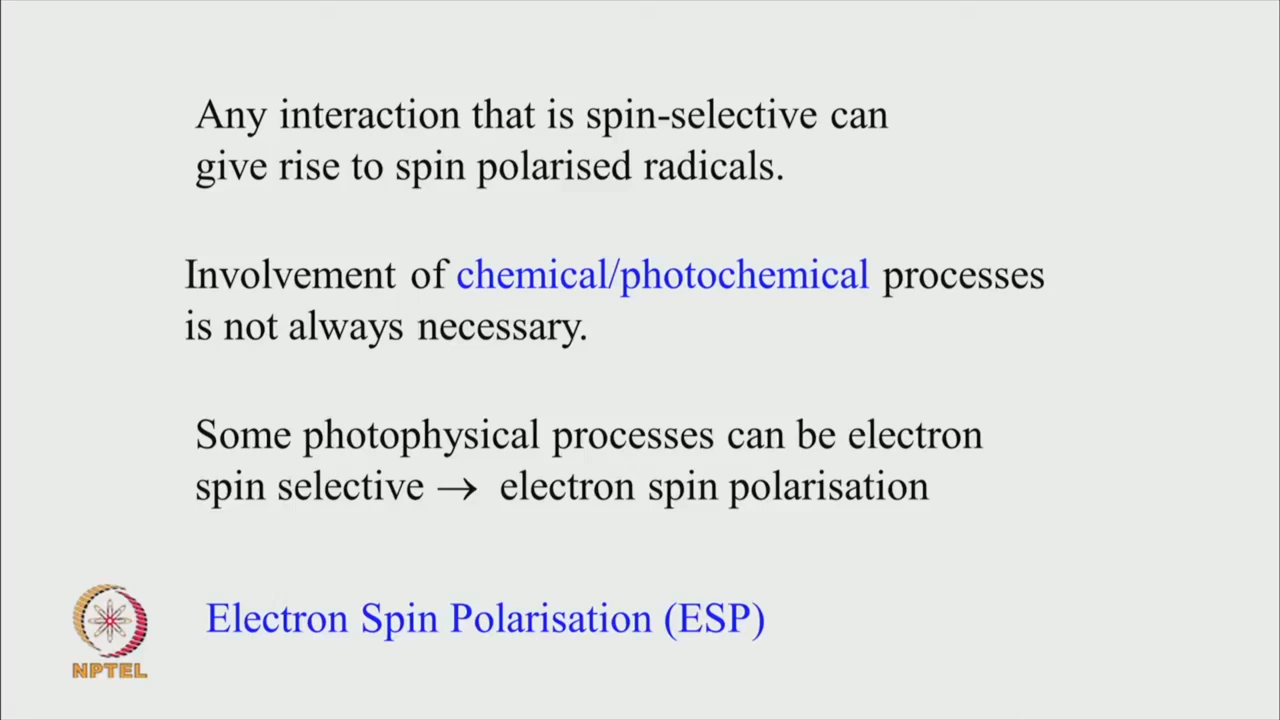 Any interaction that is spin-selective can
give rise to spin polarised radicals.
Involvement of chemical/photochemical processes
is not always necessary.
Some photophysical processes can be electron
spin selective → electron spin polarisation
Electron Spin Polarisation (ESP)
NPTEL